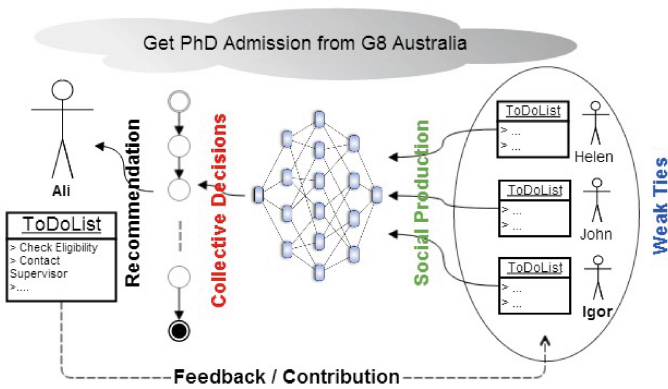 Get PhD Admission from G8 Australia
Ali
ToDoList
> Check Eligibility
> Contact
Supervisor
>....
Recommendation
Collective Decisions
Social Production
ToDoList
> ...
> ...
Helen
ToDoList
> ...
> ...
John
ToDoList
> ...
> ...
Igor
Weak Ties
Feedback / Contribution